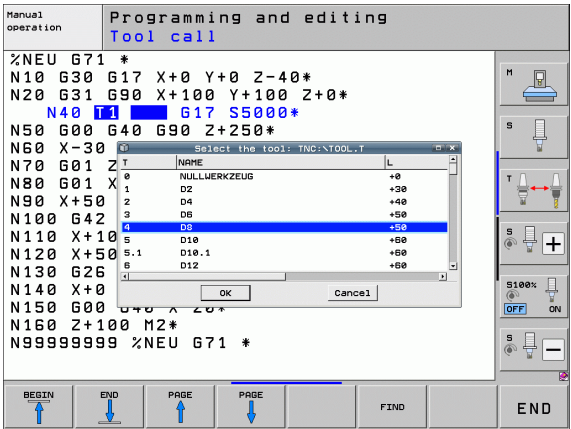 Manual
operation
Programming and editing
Tool call
%NEU G71 *
N10 G30 G17 X+0 Y+0 Z-40*
N20 G31 G90 X+100 Y+100 Z+0*
N40 T1 G17 S5000*
N50 G00 G40 G90 Z+250*
N60 X-30
N70 G01 Z
N80 G01 X
N90 X+50
N100 G42
N110 X+10
N120 X+50
N130 G26
N140 X+0
N150 G00 G40 X Z0*
N160 Z+100 M2*
N99999999 %NEU G71 *
Select the tool: TNC:\TOOL.T
T NAME L
0 NULLWERKZEUG +0
1 D2 +30
2 D4 +40
3 D6 +50
4 D8 +50
5 D10 +60
5.1 D10.1 +60
6 D12 +60
OK Cancel
M
S
T
S
S100%
OFF ON
S
BEGIN END PAGE PAGE FIND END